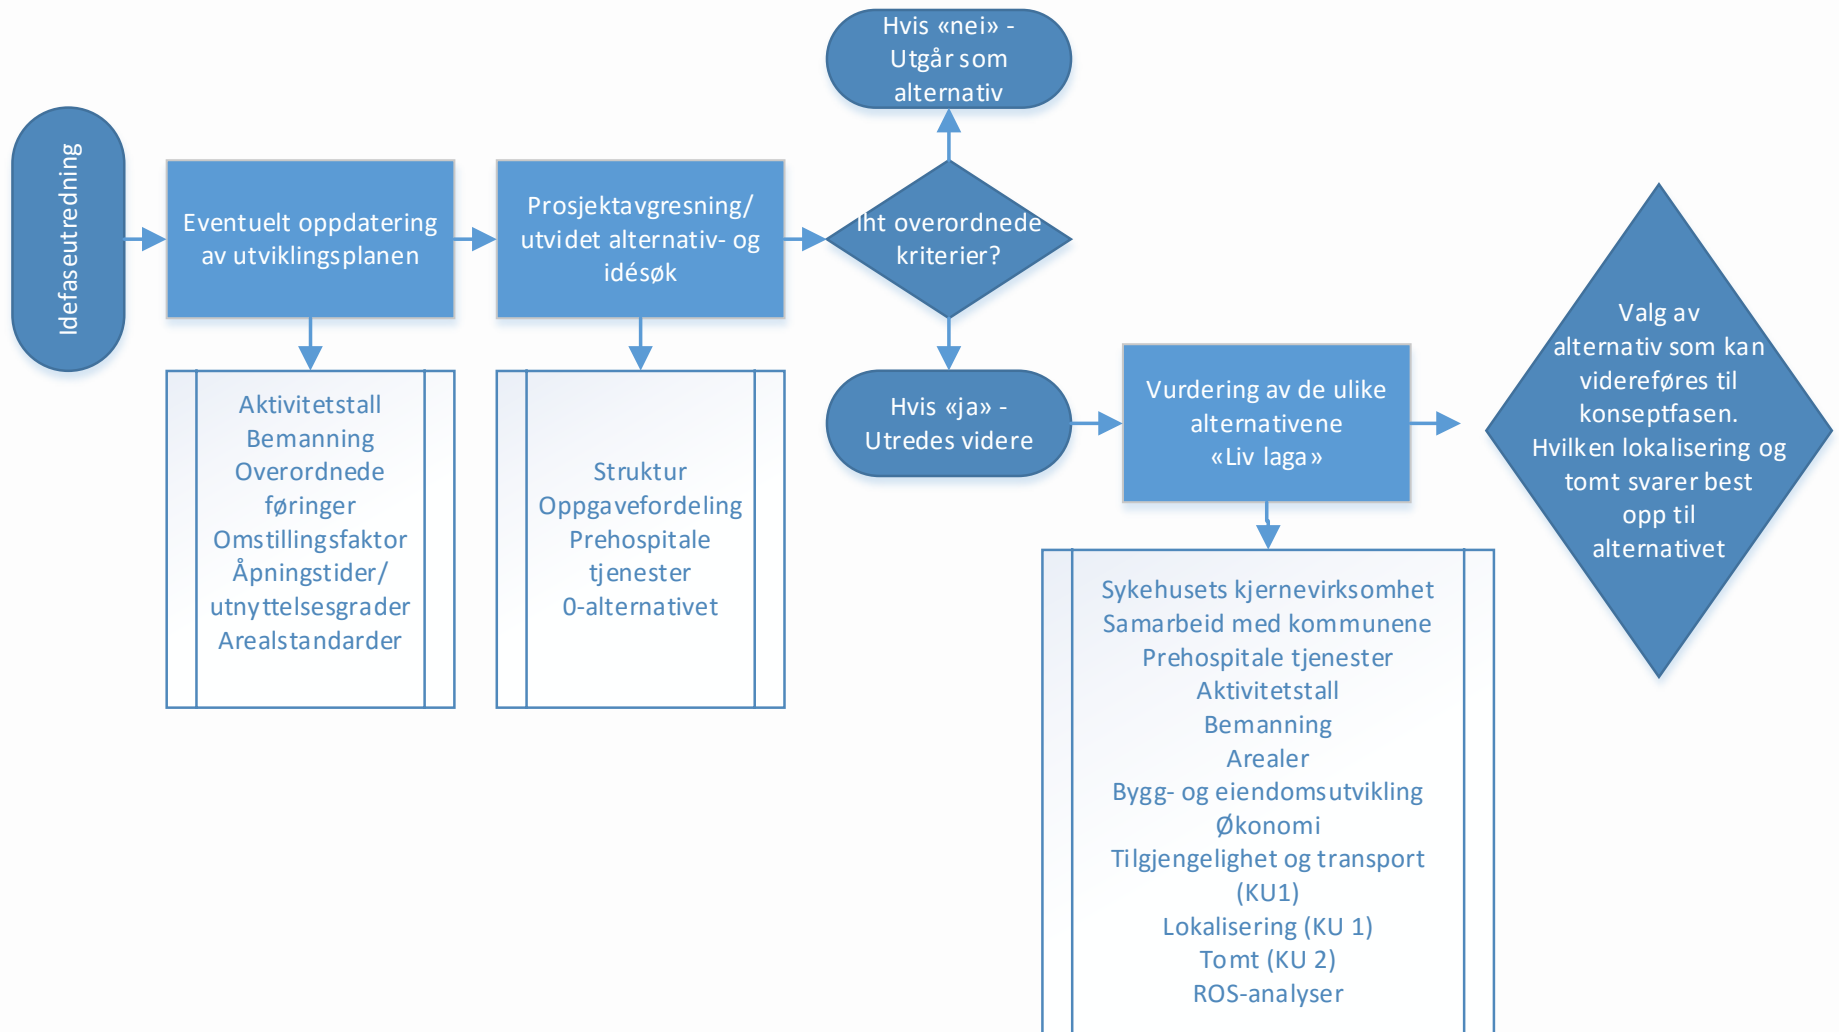 Idefaseutredning
Eventuelt oppdatering
av utviklingsplanen
Aktivitetstall
Bemanning
Overordnede
føringer
Omstillingsfaktor
Åpningstider/
utnyttelsesgrader
Arealstandarder
Prosjektavgresning/
utvidet alternativ- og
idésøk
Struktur
Oppgavefordeling
Prehospitale
tjenester
0-alternativet
Iht overordnede
kriterier?
Hvis «nei» -
Utgår som
alternativ
Hvis «ja» -
Utredes videre
Vurdering av de ulike
alternativene
«Liv laga»
Sykehusets kjernevirksomhet
Samarbeid med kommunene
Prehospitale tjenester
Aktivitetstall
Bemanning
Arealer
Bygg- og eiendomsutvikling
Økonomi
Tilgjengelighet og transport
(KU1)
Lokalisering (KU 1)
Tomt (KU 2)
ROS-analyser
Valg av
alternativ som kan
videreføres til
konseptfasen.
Hvilken lokalisering og
tomt svarer best
opp til
alternativet